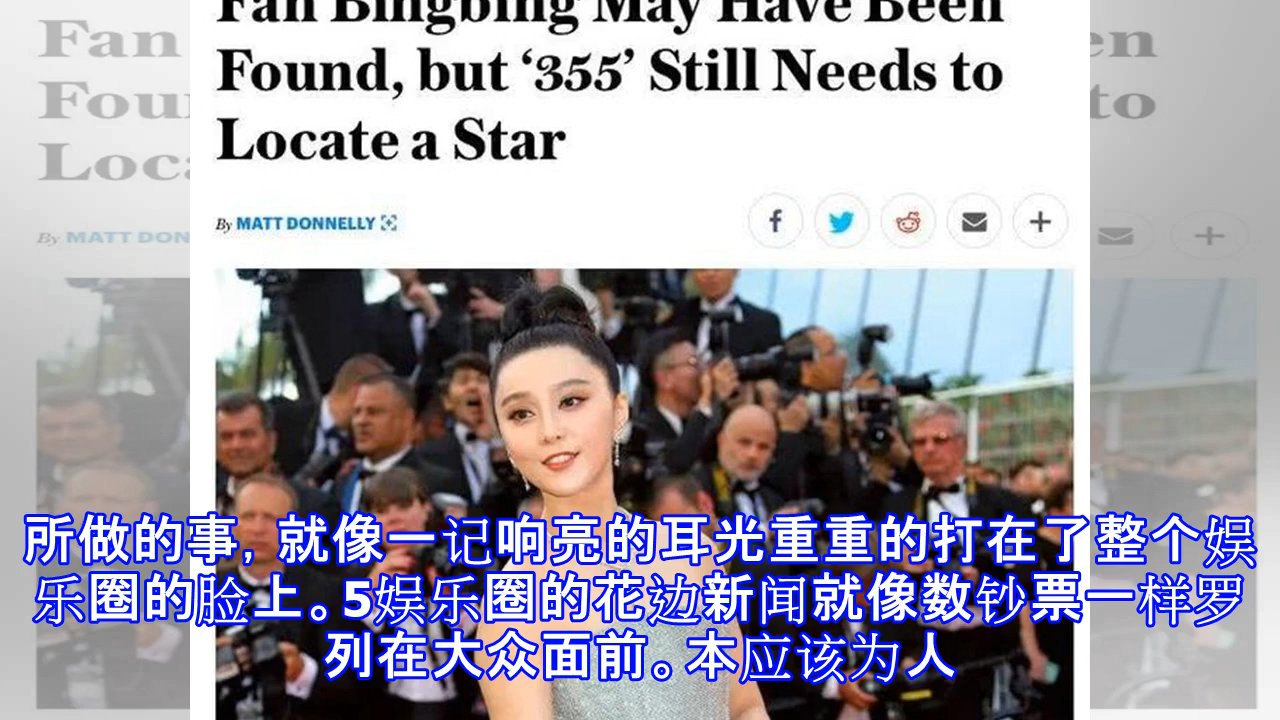 Fan Bingbing May Have Been
Found, but ‘355’ Still Needs to
Locate a Star
By MATT DONNELLY
所做的事, 就像一记响亮的耳光重重的打在了整个娱
乐圈的脸上。5娱乐圈的花边新闻就像数钞票一样罗
列在大众面前。本应该为人